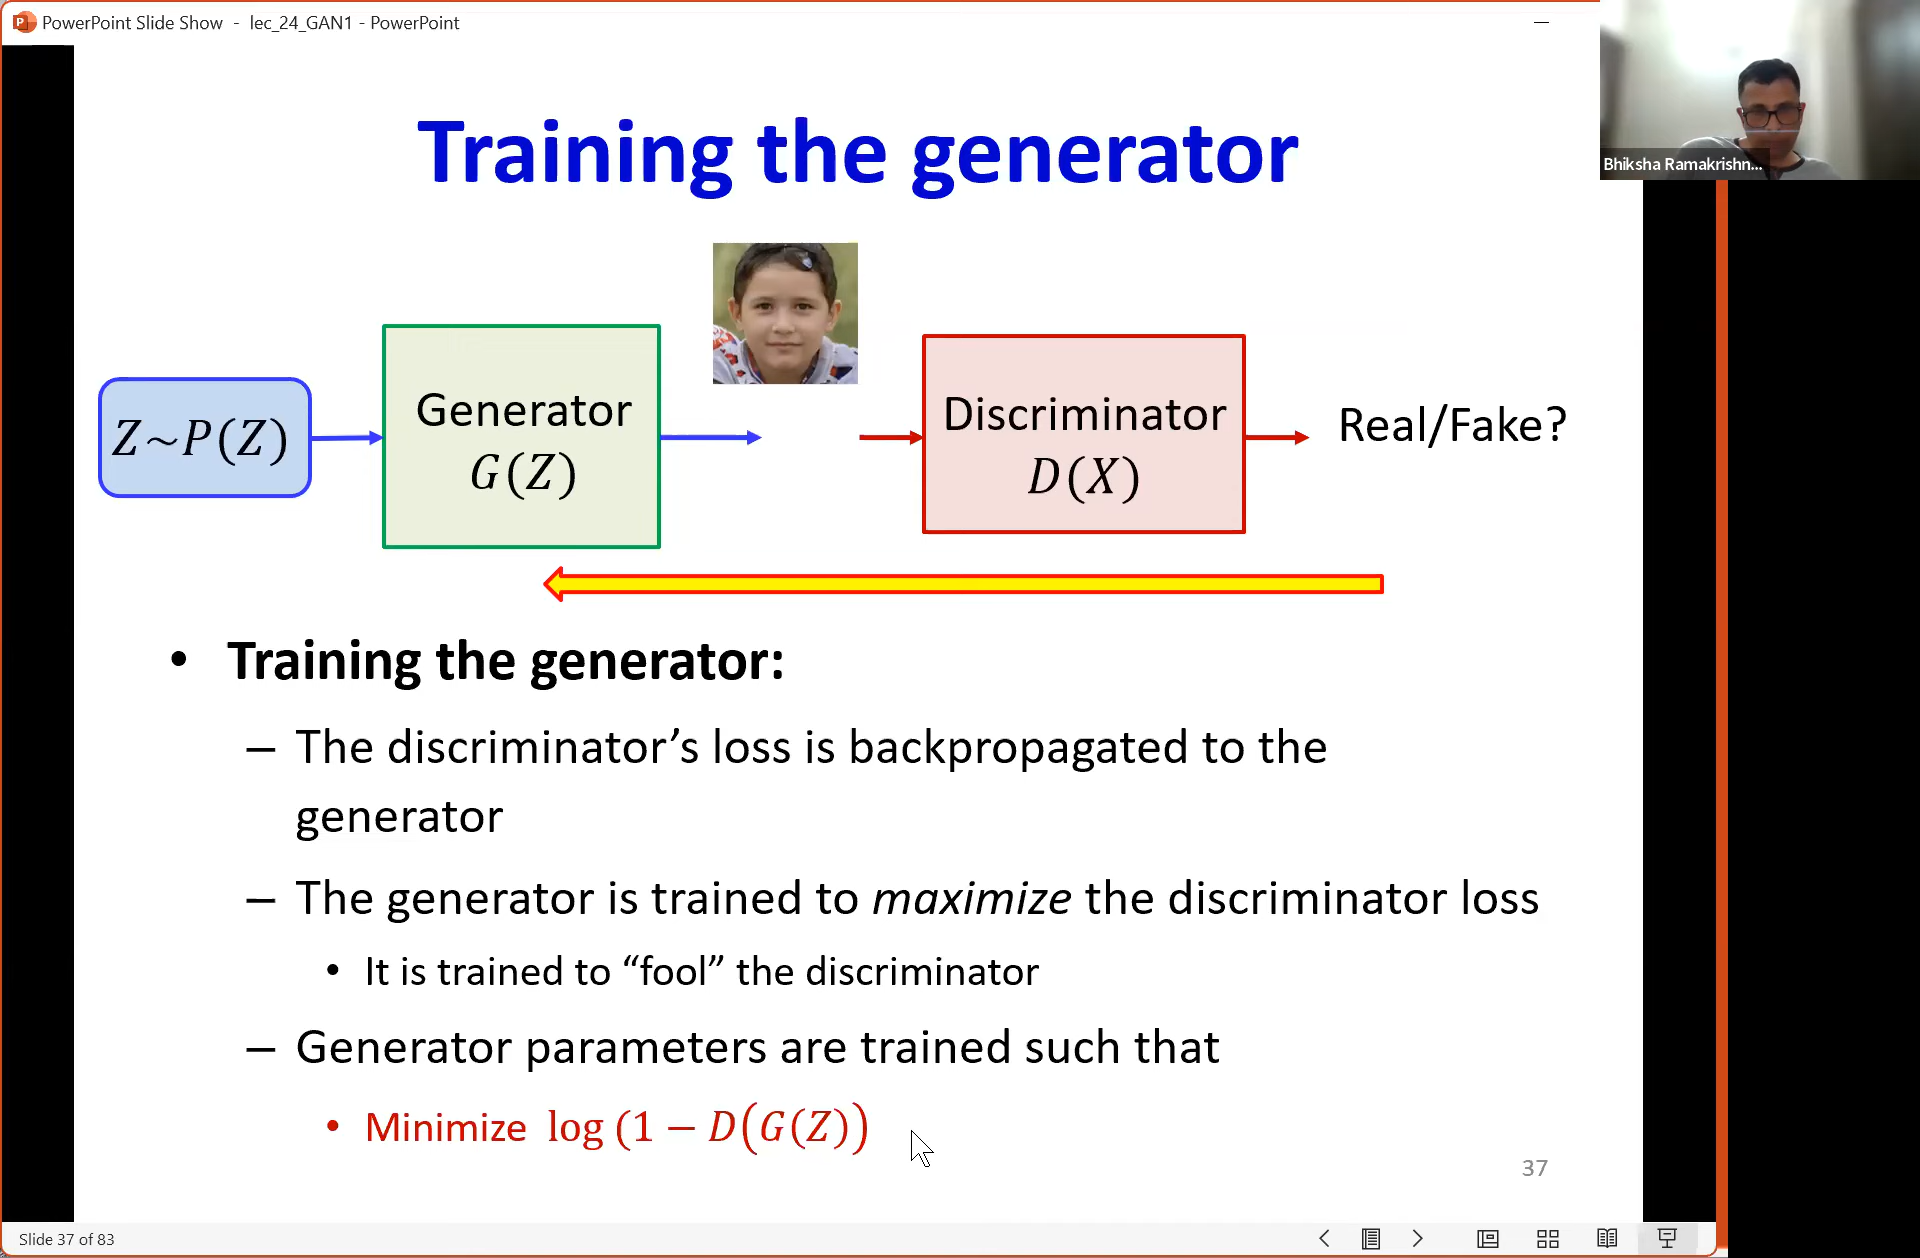 PowerPoint Slide Show - lec_24_GAN1 - PowerPoint
Bhiksha Ramakrishn...
Training the generator
Z~P(Z)
Generator
G(Z)
Discriminator
D(X)
Real/Fake?
• Training the generator:
– The discriminator’s loss is backpropagated to the
generator
– The generator is trained to maximize the discriminator loss
• It is trained to “fool” the discriminator
– Generator parameters are trained such that
• Minimize log (1 − D(G(Z))
37
Slide 37 of 83